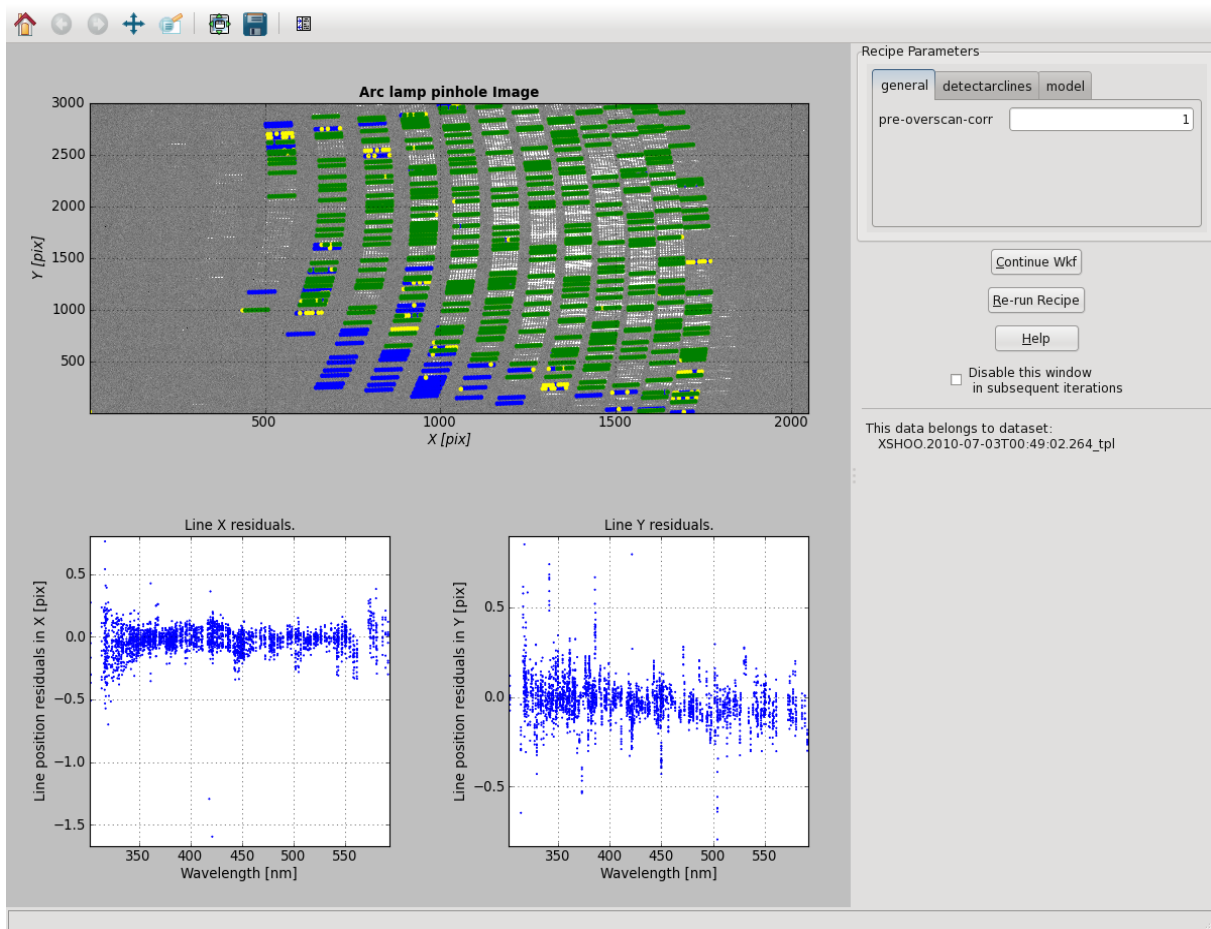 Arc lamp pinhole Image
3000
2500
2000
1500
1000
500
Y [pix]
500
1000
1500
2000
X [pix]
Line X residuals.
0.5
0.0
−0.5
−1.0
−1.5
Line position residuals in X [pix]
350
400
450
500
550
Wavelength [nm]
Line Y residuals.
0.5
0.0
−0.5
Line position residuals in Y [pix]
350
400
450
500
550
Wavelength [nm]
Recipe Parameters
general
detectarclines
model
pre-overscan-corr
1
Continue Wkf
Re-run Recipe
Help
Disable this window
in subsequent iterations
This data belongs to dataset:
XSHOO.2010-07-03T00:49:02.264_tpl